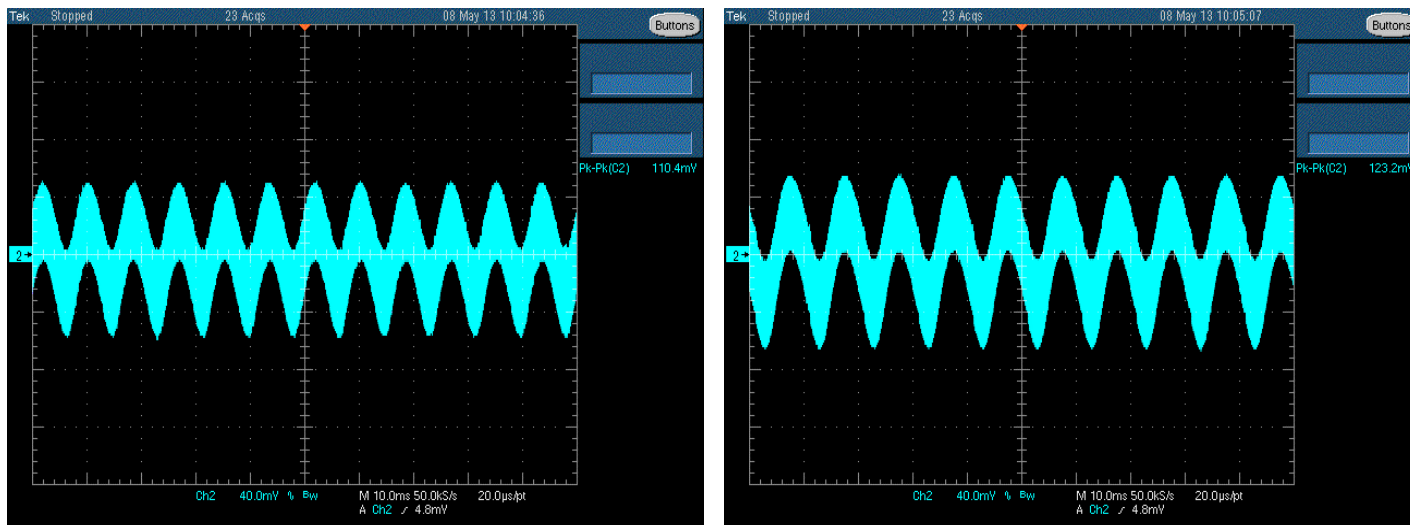 Tek Stopped 23 Acqs 08 May 13 10:04:36
Buttons
Pk-Pk(C2) 110.4mV
2
Ch2 40.0mV % Bw M 10.0ms 50.0kS/s 20.0µs/pt
A Ch2 / 4.8mV
Tek Stopped 23 Acqs 08 May 13 10:05:07
Buttons
Pk-Pk(C2) 123.2mV
2
Ch2 40.0mV % Bw M 10.0ms 50.0kS/s 20.0µs/pt
A Ch2 / 4.8mV